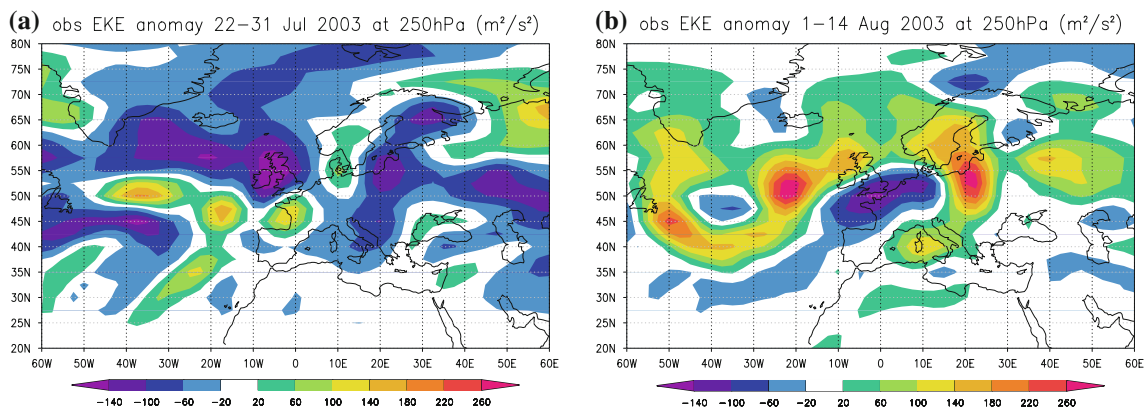 (a) obs EKE anomay 22–31 Jul 2003 at 250hPa (m²/s²)
80N
75N
70N
65N
60N
55N
50N
45N
40N
35N
30N
25N
20N
60W 50W 40W 30W 20W 10W 0 10E 20E 30E 40E 50E 60E
−140 −100 −60 −20 20 60 100 140 180 220 260
(b) obs EKE anomay 1–14 Aug 2003 at 250hPa (m²/s²)
80N
75N
70N
65N
60N
55N
50N
45N
40N
35N
30N
25N
20N
60W 50W 40W 30W 20W 10W 0 10E 20E 30E 40E 50E 60E
−140 −100 −60 −20 20 60 100 140 180 220 260